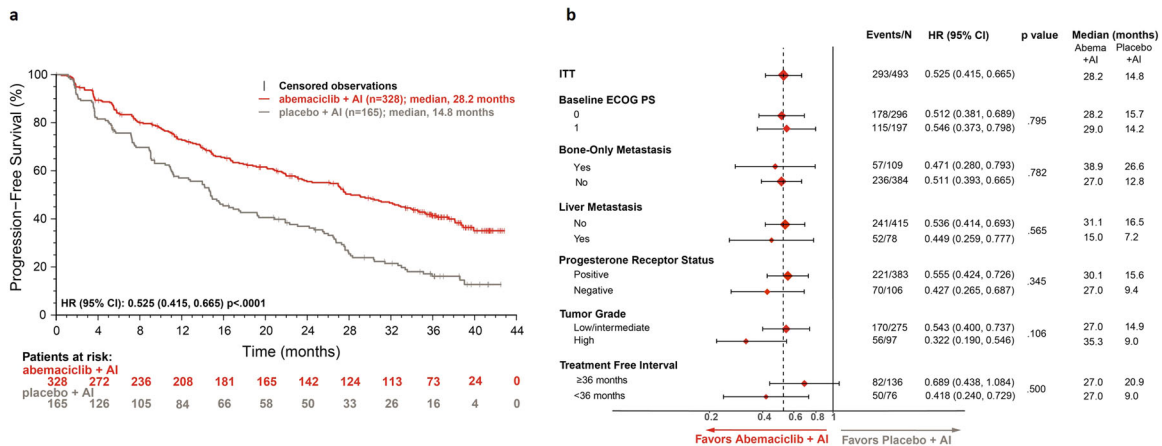 a
Progression-Free Survival (%)
100
80
60
40
20
0
Censored observations
abemaciclib + AI (n=328); median, 28.2 months
placebo + AI (n=165); median, 14.8 months
HR (95% CI): 0.525 (0.415, 0.665) p<.0001
0 4 8 12 16 20 24 28 32 36 40 44
Time (months)
Patients at risk:
abemaciclib + AI
328 272 236 208 181 165 142 124 113 73 24 0
placebo + AI
165 126 105 84 66 58 50 33 26 16 4 0
b
Events/N HR (95% CI) p value Median (months)
Abema +AI Placebo +AI
ITT 293/493 0.525 (0.415, 0.665) 28.2 14.8
Baseline ECOG PS
0 178/296 0.512 (0.381, 0.689) 28.2 15.7
.795
1 115/197 0.546 (0.373, 0.798) 29.0 14.2
Bone-Only Metastasis
Yes 57/109 0.471 (0.280, 0.793) 38.9 26.6
.782
No 236/384 0.511 (0.393, 0.665) 27.0 12.8
Liver Metastasis
No 241/415 0.536 (0.414, 0.693) 31.1 16.5
.565
Yes 52/78 0.449 (0.259, 0.777) 15.0 7.2
Progesterone Receptor Status
Positive 221/383 0.555 (0.424, 0.726) 30.1 15.6
.345
Negative 70/106 0.427 (0.265, 0.687) 27.0 9.4
Tumor Grade
Low/intermediate 170/275 0.543 (0.400, 0.737) 27.0 14.9
.106
High 56/97 0.322 (0.190, 0.546) 35.3 9.0
Treatment Free Interval
≥36 months 82/136 0.689 (0.438, 1.084) 27.0 20.9
.500
<36 months 50/76 0.418 (0.240, 0.729) 27.0 9.0
0.2 0.4 0.6 0.8 1
Favors Abemaciclib + AI Favors Placebo + AI